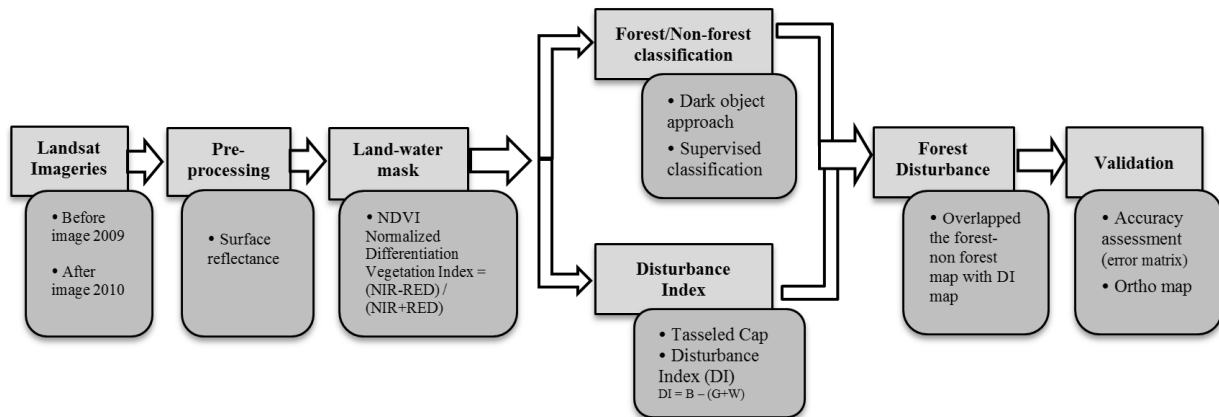 Landsat
Imageries
• Before
image 2009
• After
image 2010
Pre-
processing
• Surface
reflectance
Land-water
mask
• NDVI
Normalized
Differentiation
Vegetation Index =
(NIR-RED) /
(NIR+RED)
Forest/Non-forest
classification
• Dark object
approach
• Supervised
classification
Disturbance
Index
• Tasseled Cap
• Disturbance
Index (DI)
DI = B – (G+W)
Forest
Disturbance
• Overlapped
the forest-
non forest
map with DI
map
Validation
• Accuracy
assessment
(error matrix)
• Ortho map